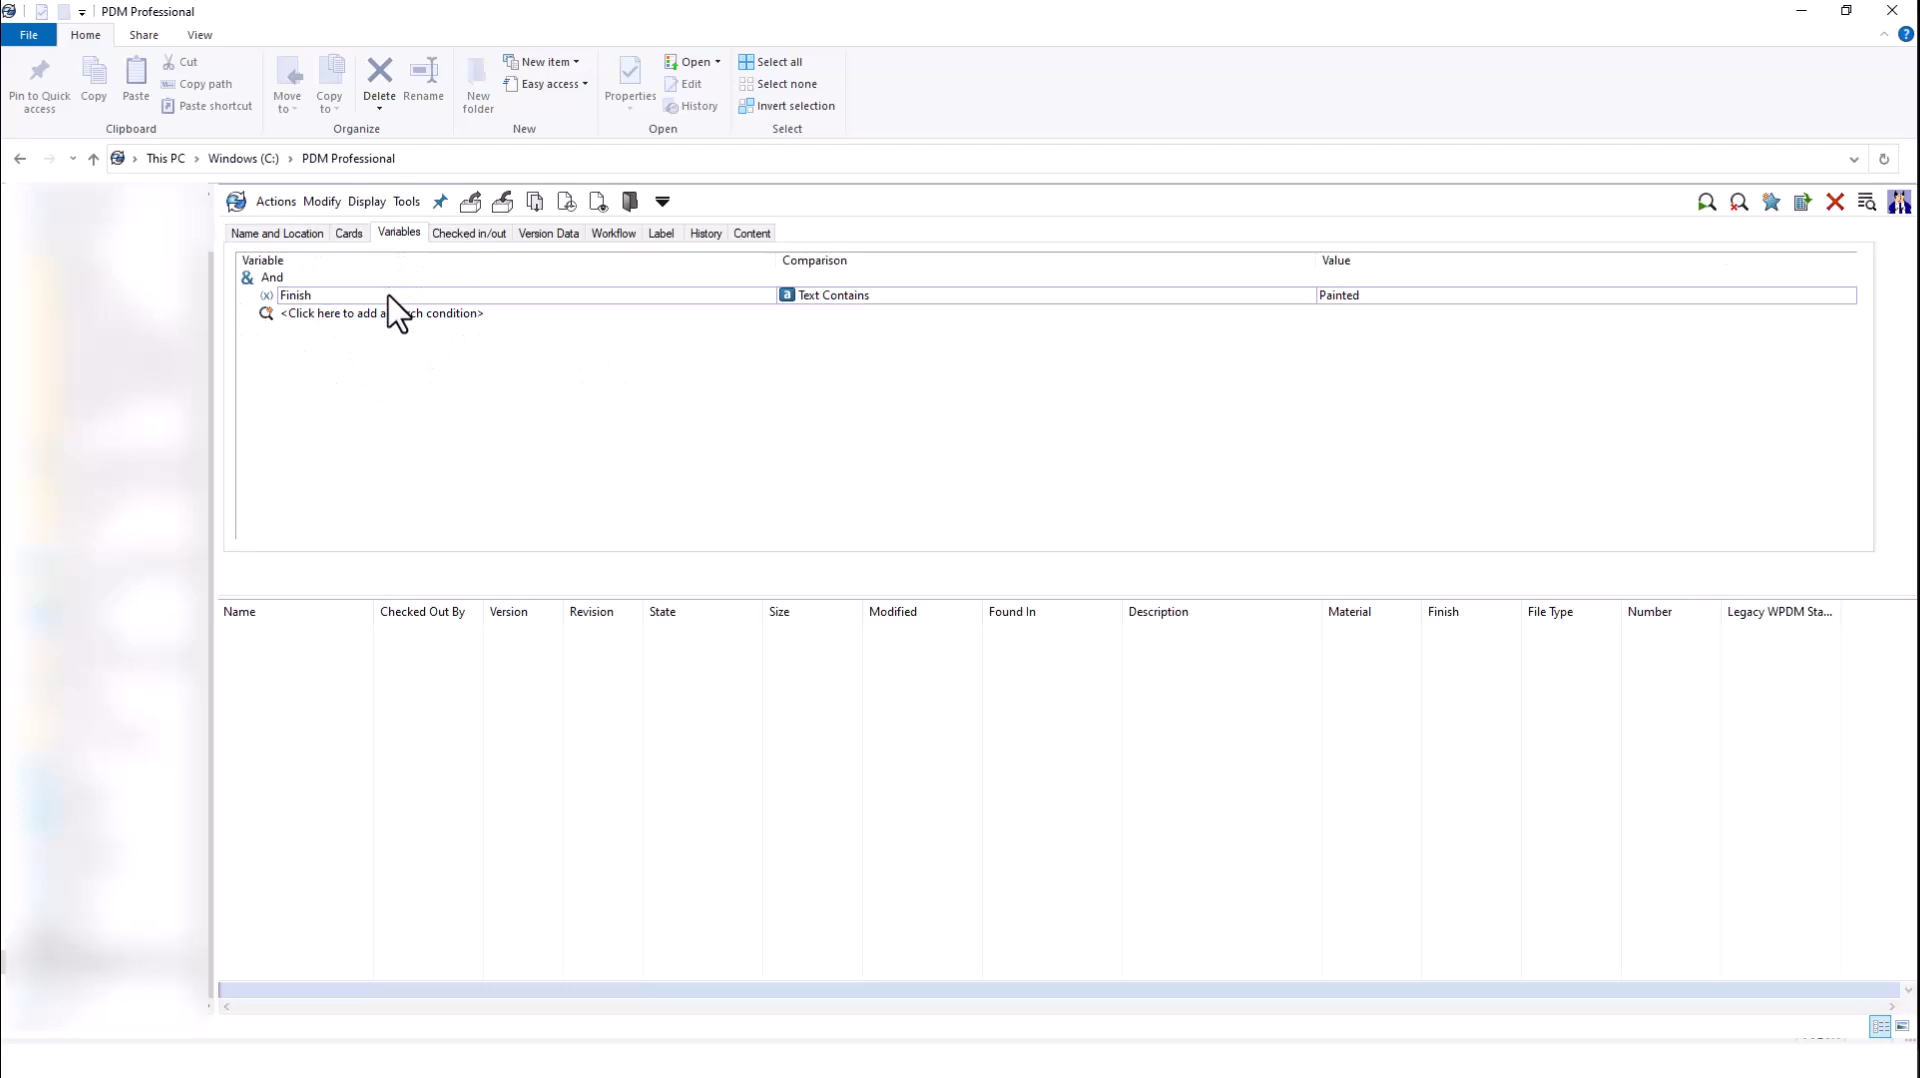 PDM Professional
File Home Share View
Pin to Quick access
Copy
Paste
Cut
Copy path
Paste shortcut
Clipboard
Move to
Copy to
Delete
Rename
Organize
New folder
New item
Easy access
New
Properties
Open
Edit
History
Open
Select all
Select none
Invert selection
Select
This PC > Windows (C:) > PDM Professional
Actions Modify Display Tools
Name and Location Cards Variables Checked in/out Version Data Workflow Label History Content
Variable Comparison Value
& And
(x) Finish a Text Contains Painted
<Click here to add a ch condition>
Name Checked Out By Version Revision State Size Modified Found In Description Material Finish File Type Number Legacy WPDM Sta...